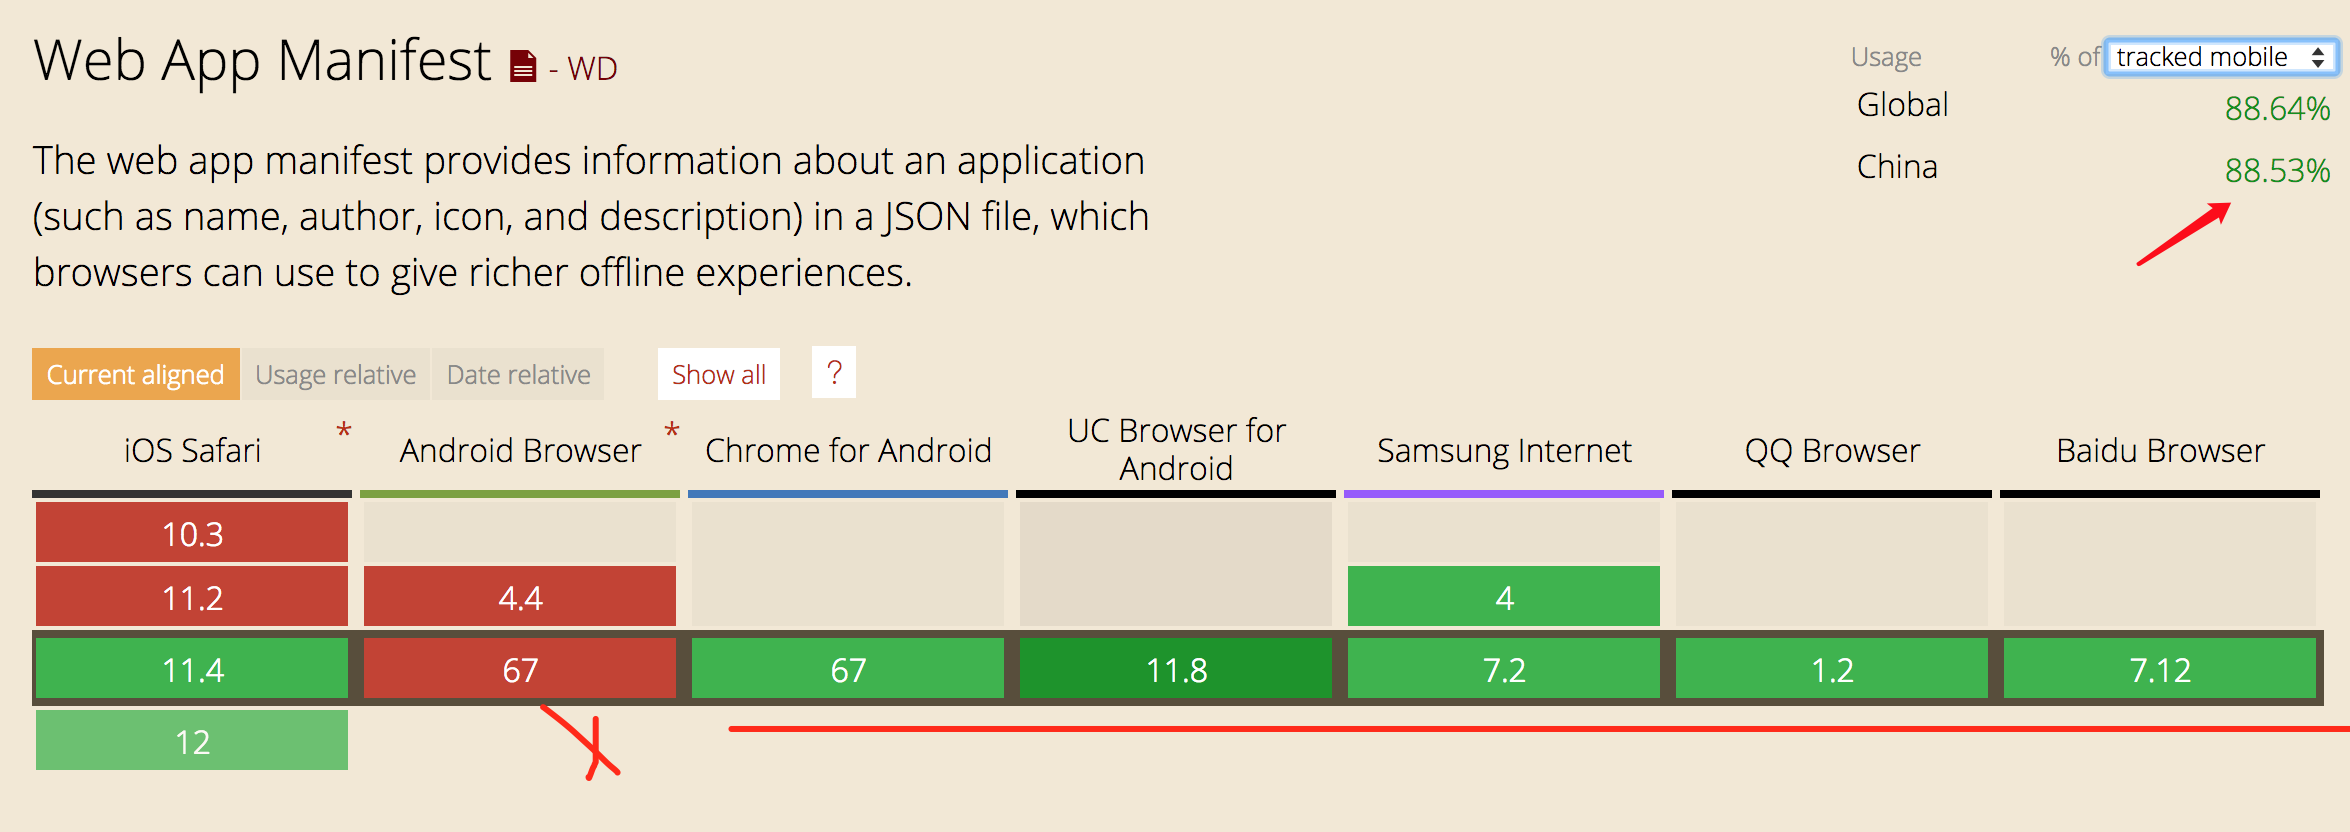 Web App Manifest - WD
Usage % of tracked mobile
Global 88.64%
China 88.53%
The web app manifest provides information about an application
(such as name, author, icon, and description) in a JSON file, which
browsers can use to give richer offline experiences.
Current aligned Usage relative Date relative Show all ?
iOS Safari * Android Browser * Chrome for Android UC Browser for Android Samsung Internet QQ Browser Baidu Browser
10.3
11.2 4.4 4
11.4 67 67 11.8 7.2 1.2 7.12
12